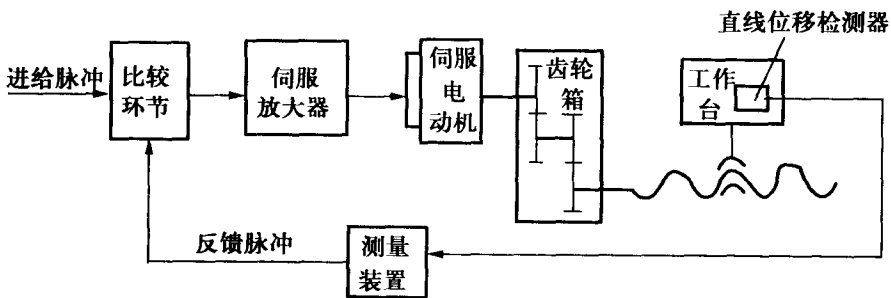 直线位移检测器
进给脉冲
比较
环节
伺服
放大器
伺服
电
动机
齿轮
箱
工作
台
反馈脉冲
测量
装置